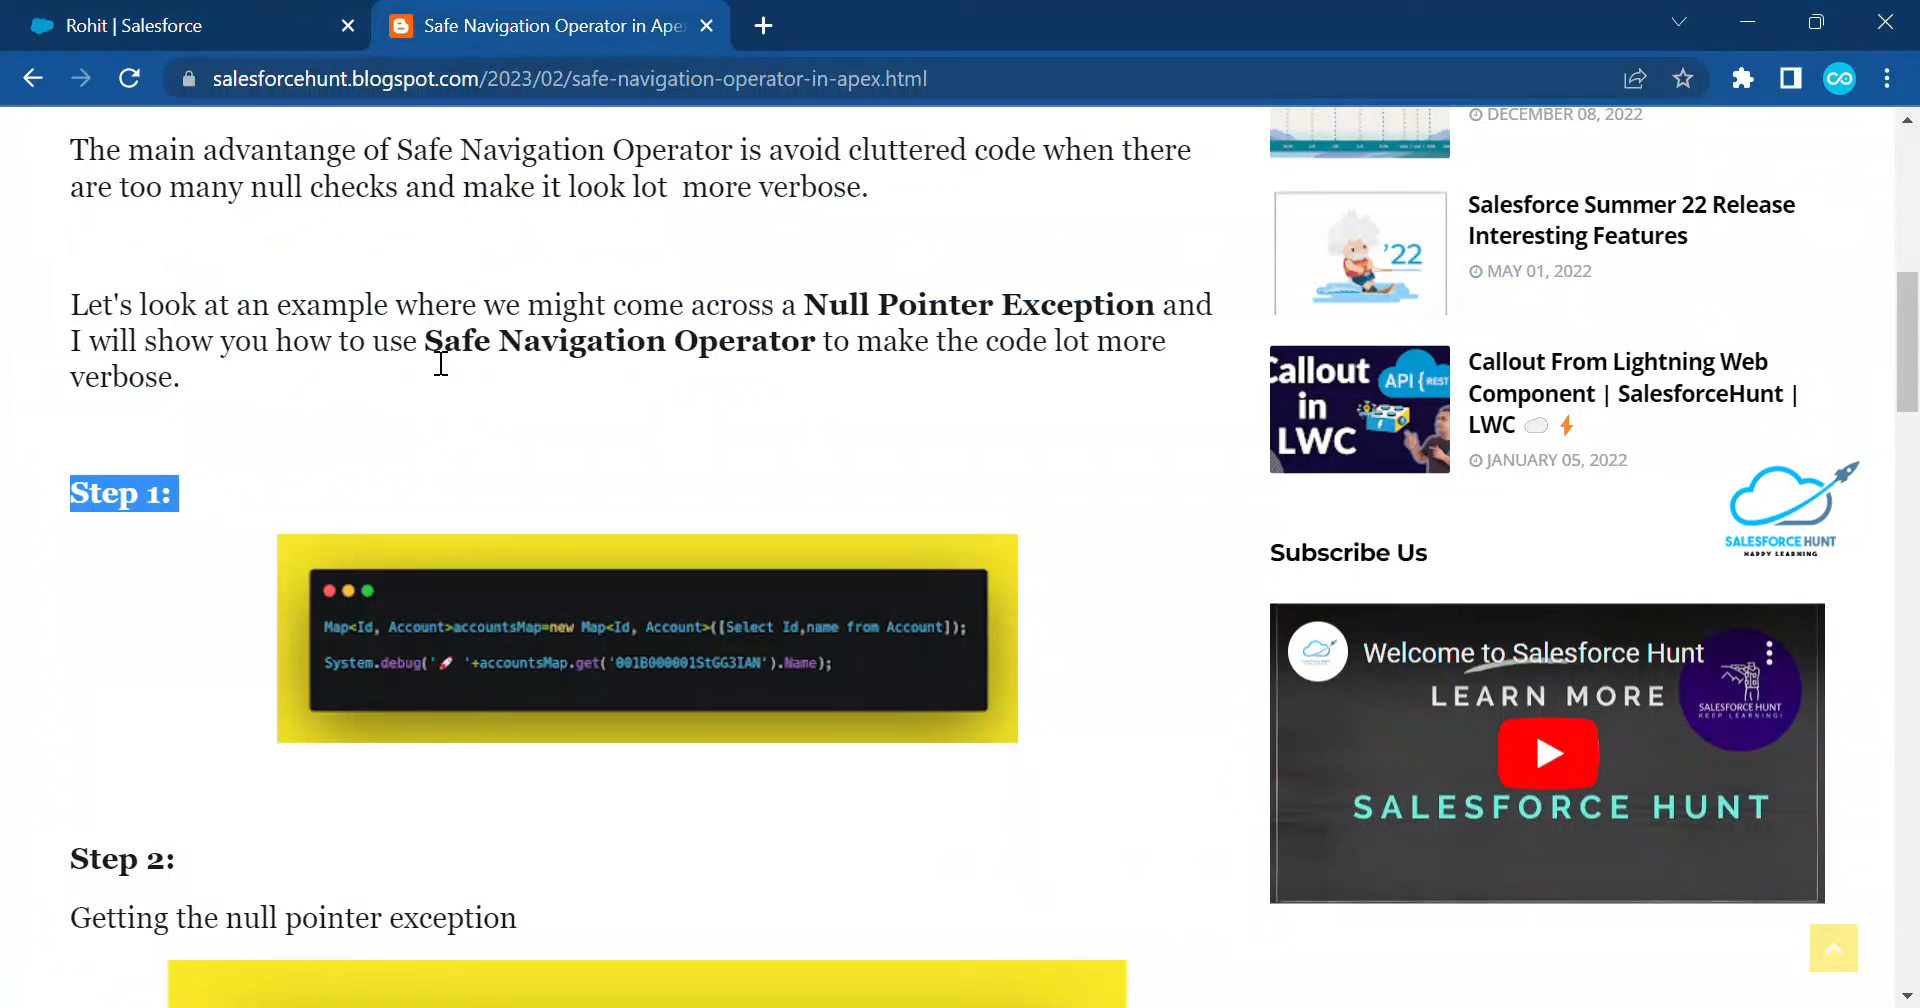 Rohit | Salesforce
Safe Navigation Operator in Ape
salesforcehunt.blogspot.com/2023/02/safe-navigation-operator-in-apex.html
The main advantange of Safe Navigation Operator is avoid cluttered code when there
are too many null checks and make it look lot more verbose.
Let's look at an example where we might come across a Null Pointer Exception and
I will show you how to use Safe Navigation Operator to make the code lot more
verbose.
Step 1:
Map<Id, Account>accountsMap=new Map<Id, Account>([Select Id,name from Account]);
System.debug('🚀 '+accountsMap.get('001B000001StGG3IAN').Name);
Step 2:
Getting the null pointer exception
DECEMBER 08, 2022
'22
Salesforce Summer 22 Release
Interesting Features
MAY 01, 2022
Callout
in
LWC
API {REST
Callout From Lightning Web
Component | SalesforceHunt |
LWC ☁️ ⚡
JANUARY 05, 2022
SALESFORCE HUNT
HAPPY LEARNING
Subscribe Us
Welcome to Salesforce Hunt
LEARN MORE
SALESFORCE HUNT
KEEP LEARNING!
SALESFORCE HUNT